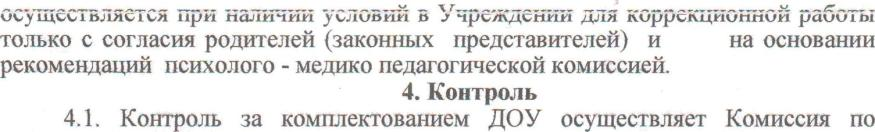 осуществляется при наличии условий в Учреждении для коррекционной работы
только с согласия родителей (законных представителей) и на основании
рекомендаций психолого - медико педагогической комиссией.
4. Контроль
4.1. Контроль за комплектованием ДОУ осуществляет Комиссия по